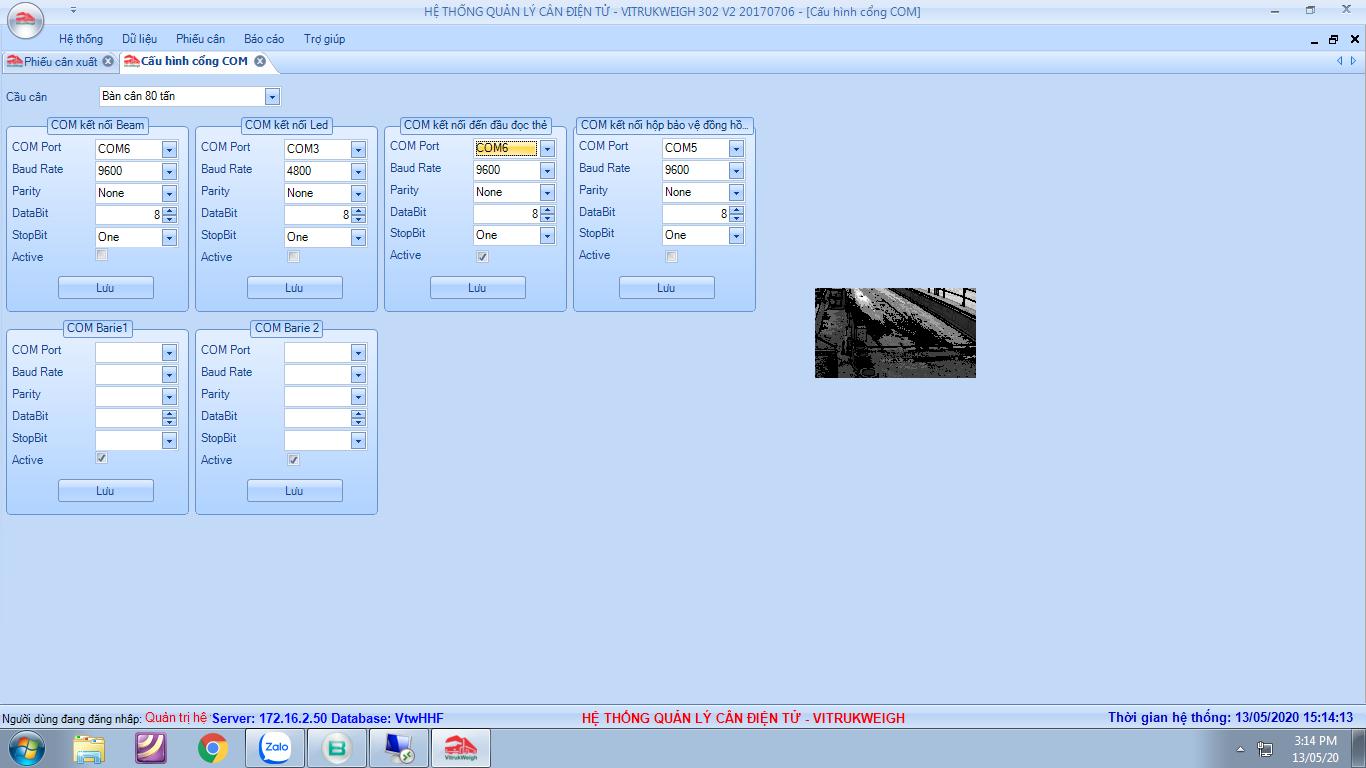 HỆ THỐNG QUẢN LÝ CÂN ĐIỆN TỬ - VITRUKWEIGH 302 V2 20170706 - [Cấu hình cổng COM]
Hệ thống Dữ liệu Phiếu cân Báo cáo Trợ giúp
Phiếu cân xuất Cấu hình cổng COM
Cầu cân Bàn cân 80 tấn
COM kết nối Beam
COM Port COM6
Baud Rate 9600
Parity None
DataBit 8
StopBit One
Active
Lưu
COM kết nối Led
COM Port COM3
Baud Rate 4800
Parity None
DataBit 8
StopBit One
Active
Lưu
COM kết nối đến đầu đọc thẻ
COM Port COM6
Baud Rate 9600
Parity None
DataBit 8
StopBit One
Active
Lưu
COM kết nối hộp bảo vệ đồng hồ...
COM Port COM5
Baud Rate 9600
Parity None
DataBit 8
StopBit One
Active
Lưu
COM Barie1
COM Port
Baud Rate
Parity
DataBit
StopBit
Active
Lưu
COM Barie 2
COM Port
Baud Rate
Parity
DataBit
StopBit
Active
Lưu
Người dùng đang đăng nhập: Quản trị hệ Server: 172.16.2.50 Database: VtwHHF HỆ THỐNG QUẢN LÝ CÂN ĐIỆN TỬ - VITRUKWEIGH Thời gian hệ thống: 13/05/2020 15:14:13
Zalo B VitrukWeigh 3:14 PM
13/05/20